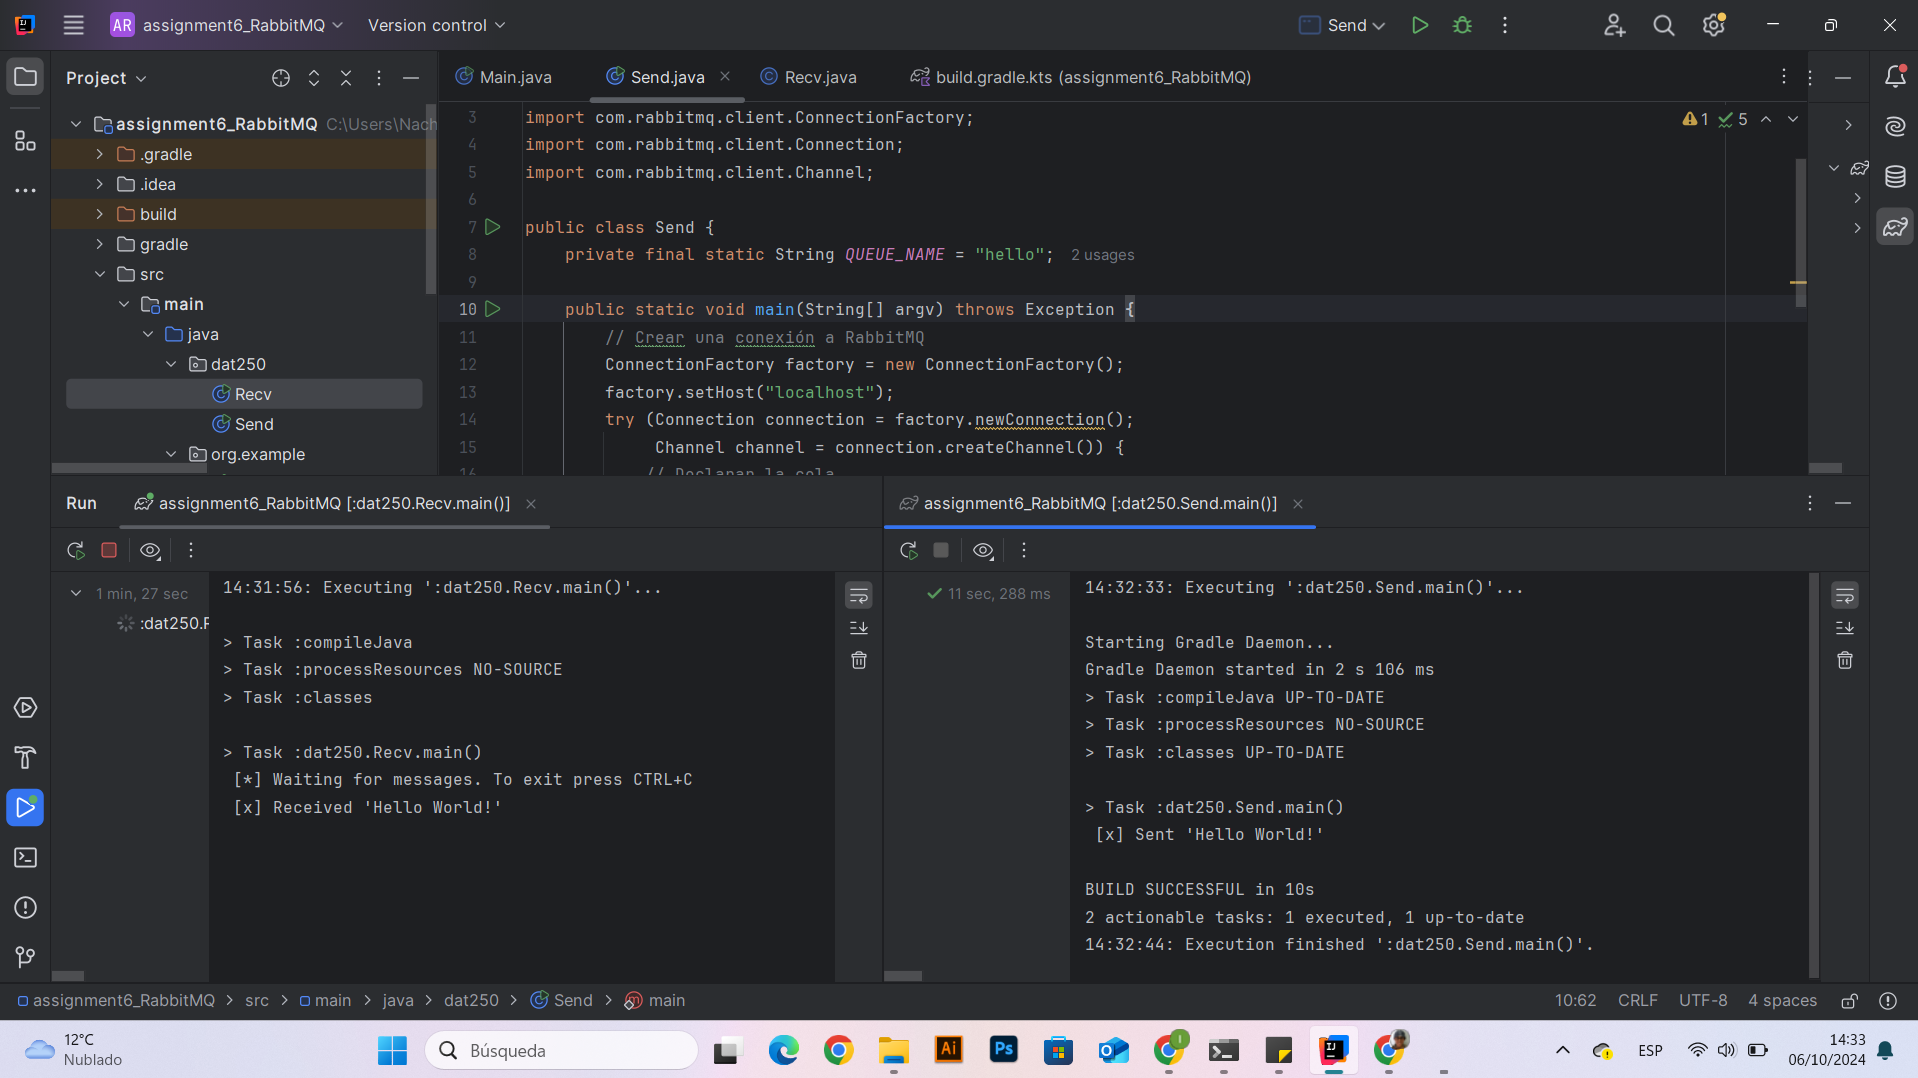 AR assignment6_RabbitMQ Version control Send
Project
Main.java Send.java Recv.java build.gradle.kts (assignment6_RabbitMQ)
assignment6_RabbitMQ C:\Users\Nach
.gradle
.idea
build
gradle
src
main
java
dat250
Recv
Send
org.example
1 5
3 import com.rabbitmq.client.ConnectionFactory;
4 import com.rabbitmq.client.Connection;
5 import com.rabbitmq.client.Channel;
6
7 public class Send {
8 private final static String QUEUE_NAME = "hello"; 2 usages
9
10 public static void main(String[] argv) throws Exception {
11 // Crear una conexión a RabbitMQ
12 ConnectionFactory factory = new ConnectionFactory();
13 factory.setHost("localhost");
14 try (Connection connection = factory.newConnection();
15 Channel channel = connection.createChannel()) {
16 // Declarar la cola
Run assignment6_RabbitMQ [:dat250.Recv.main()]
1 min, 27 sec
:dat250.R
14:31:56: Executing ':dat250.Recv.main()'...
> Task :compileJava
> Task :processResources NO-SOURCE
> Task :classes
> Task :dat250.Recv.main()
[*] Waiting for messages. To exit press CTRL+C
[x] Received 'Hello World!'
assignment6_RabbitMQ [:dat250.Send.main()]
11 sec, 288 ms
14:32:33: Executing ':dat250.Send.main()'...
Starting Gradle Daemon...
Gradle Daemon started in 2 s 106 ms
> Task :compileJava UP-TO-DATE
> Task :processResources NO-SOURCE
> Task :classes UP-TO-DATE
> Task :dat250.Send.main()
[x] Sent 'Hello World!'
BUILD SUCCESSFUL in 10s
2 actionable tasks: 1 executed, 1 up-to-date
14:32:44: Execution finished ':dat250.Send.main()'.
assignment6_RabbitMQ > src > main > java > dat250 > Send > main
10:62 CRLF UTF-8 4 spaces
12°C
Nublado
Búsqueda
Ai
Ps
ESP
14:33
06/10/2024